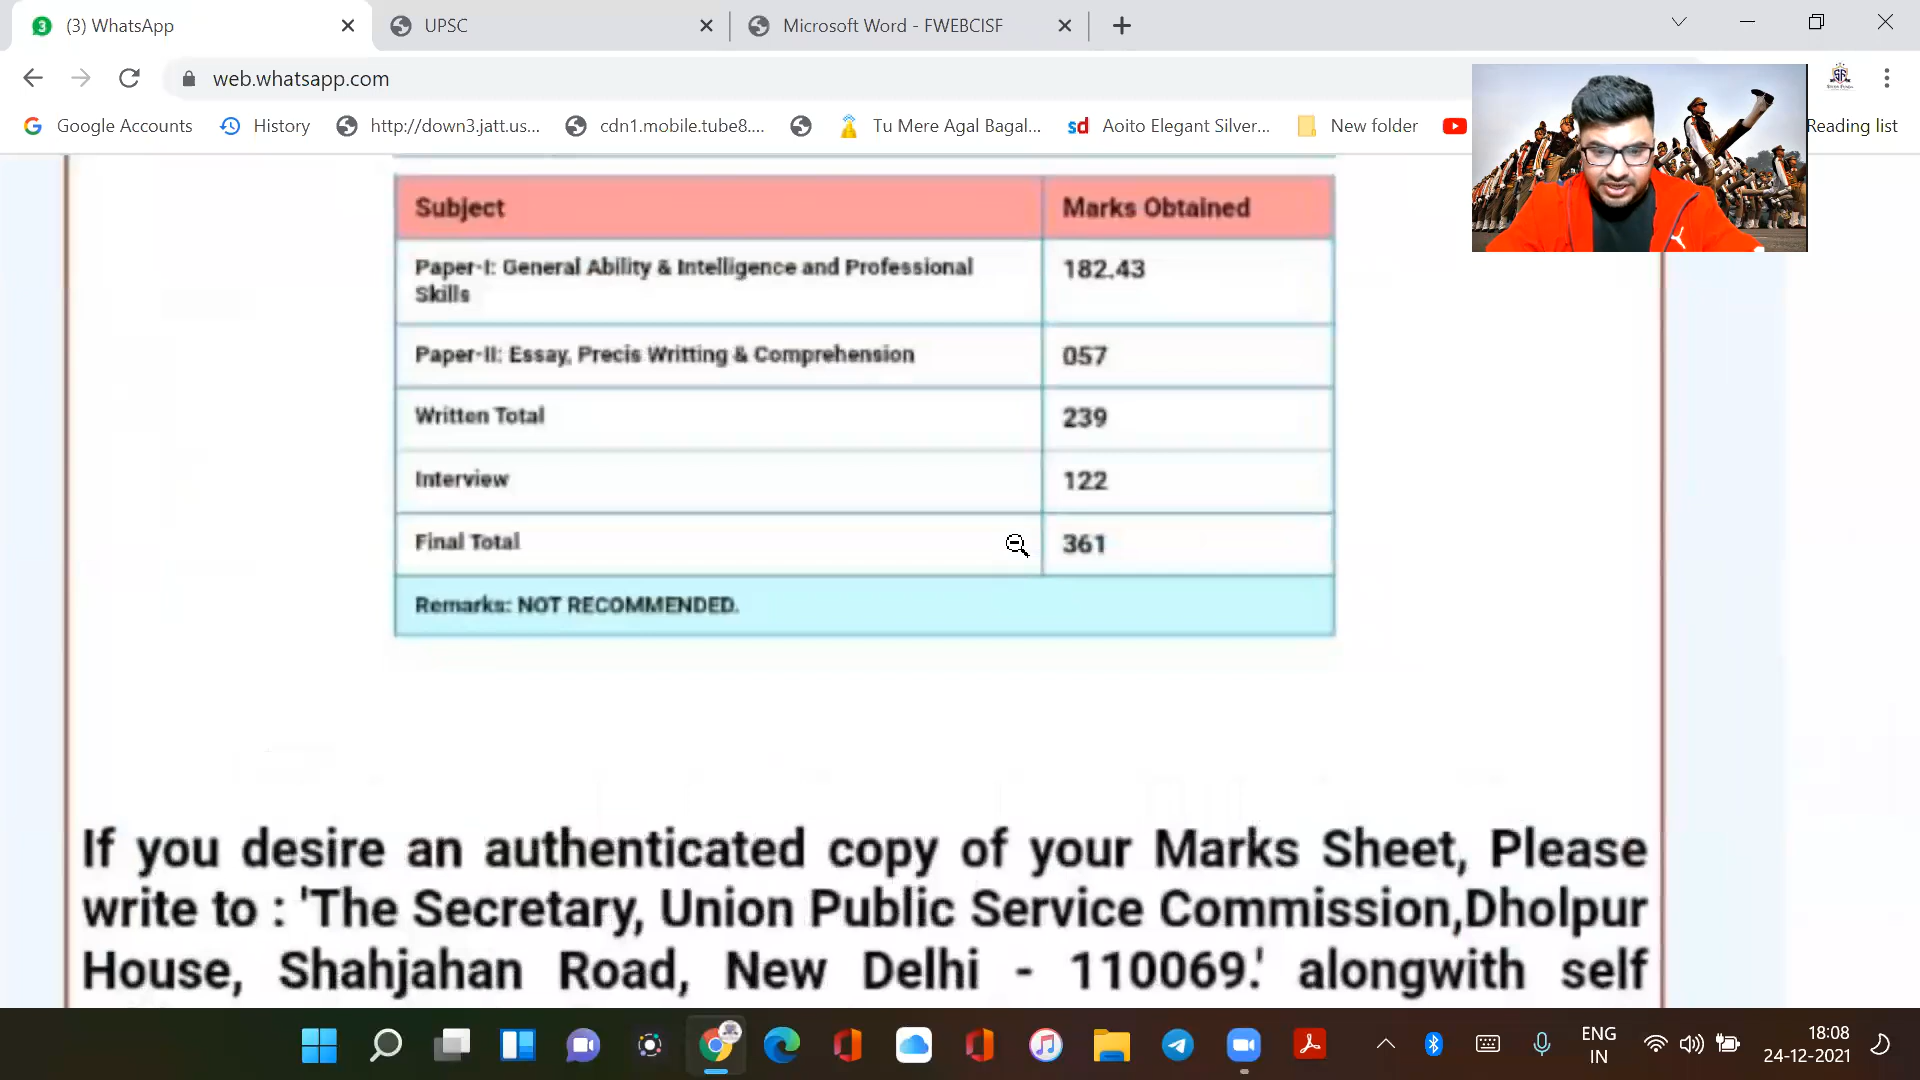 (3) WhatsApp
UPSC
Microsoft Word - FWEBCISF
web.whatsapp.com
Google Accounts
History
http://down3.jatt.us...
cdn1.mobile.tube8....
Tu Mere Agal Bagal...
sd
Aoito Elegant Silver...
New folder
Reading list
Subject
Marks Obtained
Paper-I: General Ability & Intelligence and Professional
Skills
182.43
Paper-II: Essay, Precis Writting & Comprehension
057
Written Total
239
Interview
122
Final Total
361
Remarks: NOT RECOMMENDED.
If you desire an authenticated copy of your Marks Sheet, Please
write to : 'The Secretary, Union Public Service Commission,Dholpur
House, Shahjahan Road, New Delhi - 110069.' alongwith self
ENG
IN
18:08
24-12-2021